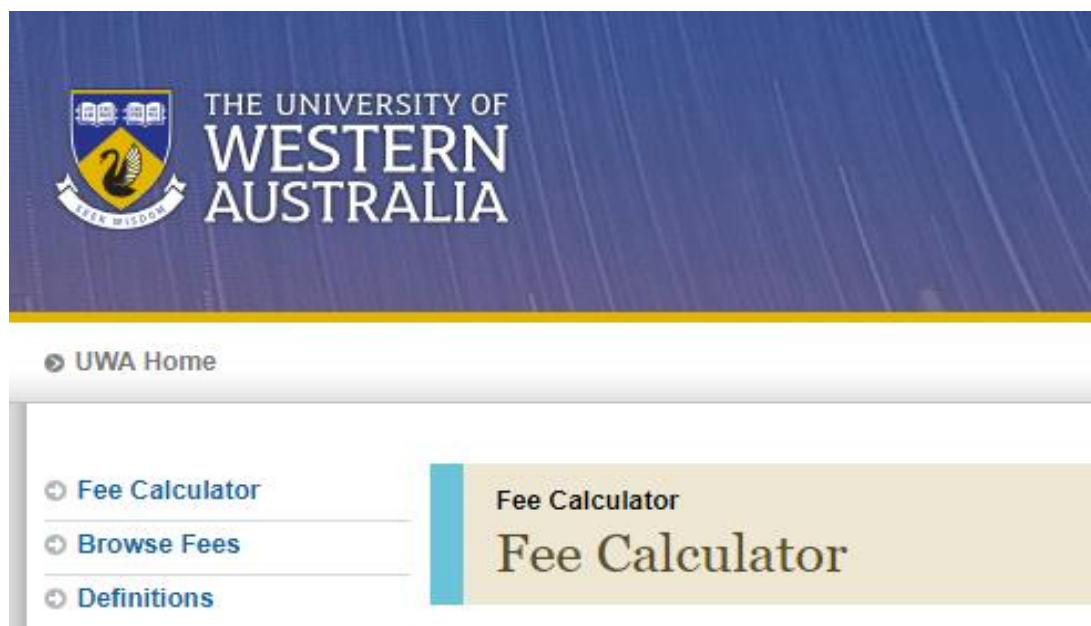 THE UNIVERSITY OF
WESTERN
AUSTRALIA
SEEK WISDOM
UWA Home
Fee Calculator
Browse Fees
Definitions
Fee Calculator
Fee Calculator